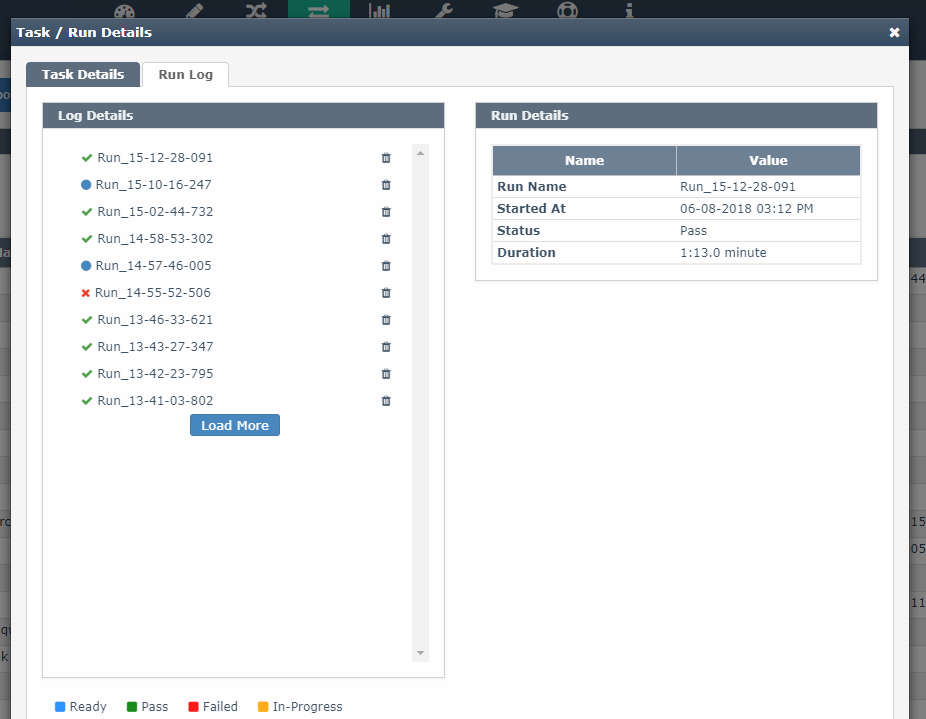 Task / Run Details
Task Details
Run Log
Log Details
Run_15-12-28-091
Run_15-10-16-247
Run_15-02-44-732
Run_14-58-53-302
Run_14-57-46-005
Run_14-55-52-506
Run_13-46-33-621
Run_13-43-27-347
Run_13-42-23-795
Run_13-41-03-802
Load More
Ready Pass Failed In-Progress
Run Details
Name Value
Run Name Run_15-12-28-091
Started At 06-08-2018 03:12 PM
Status Pass
Duration 1:13.0 minute
44
15
05
11